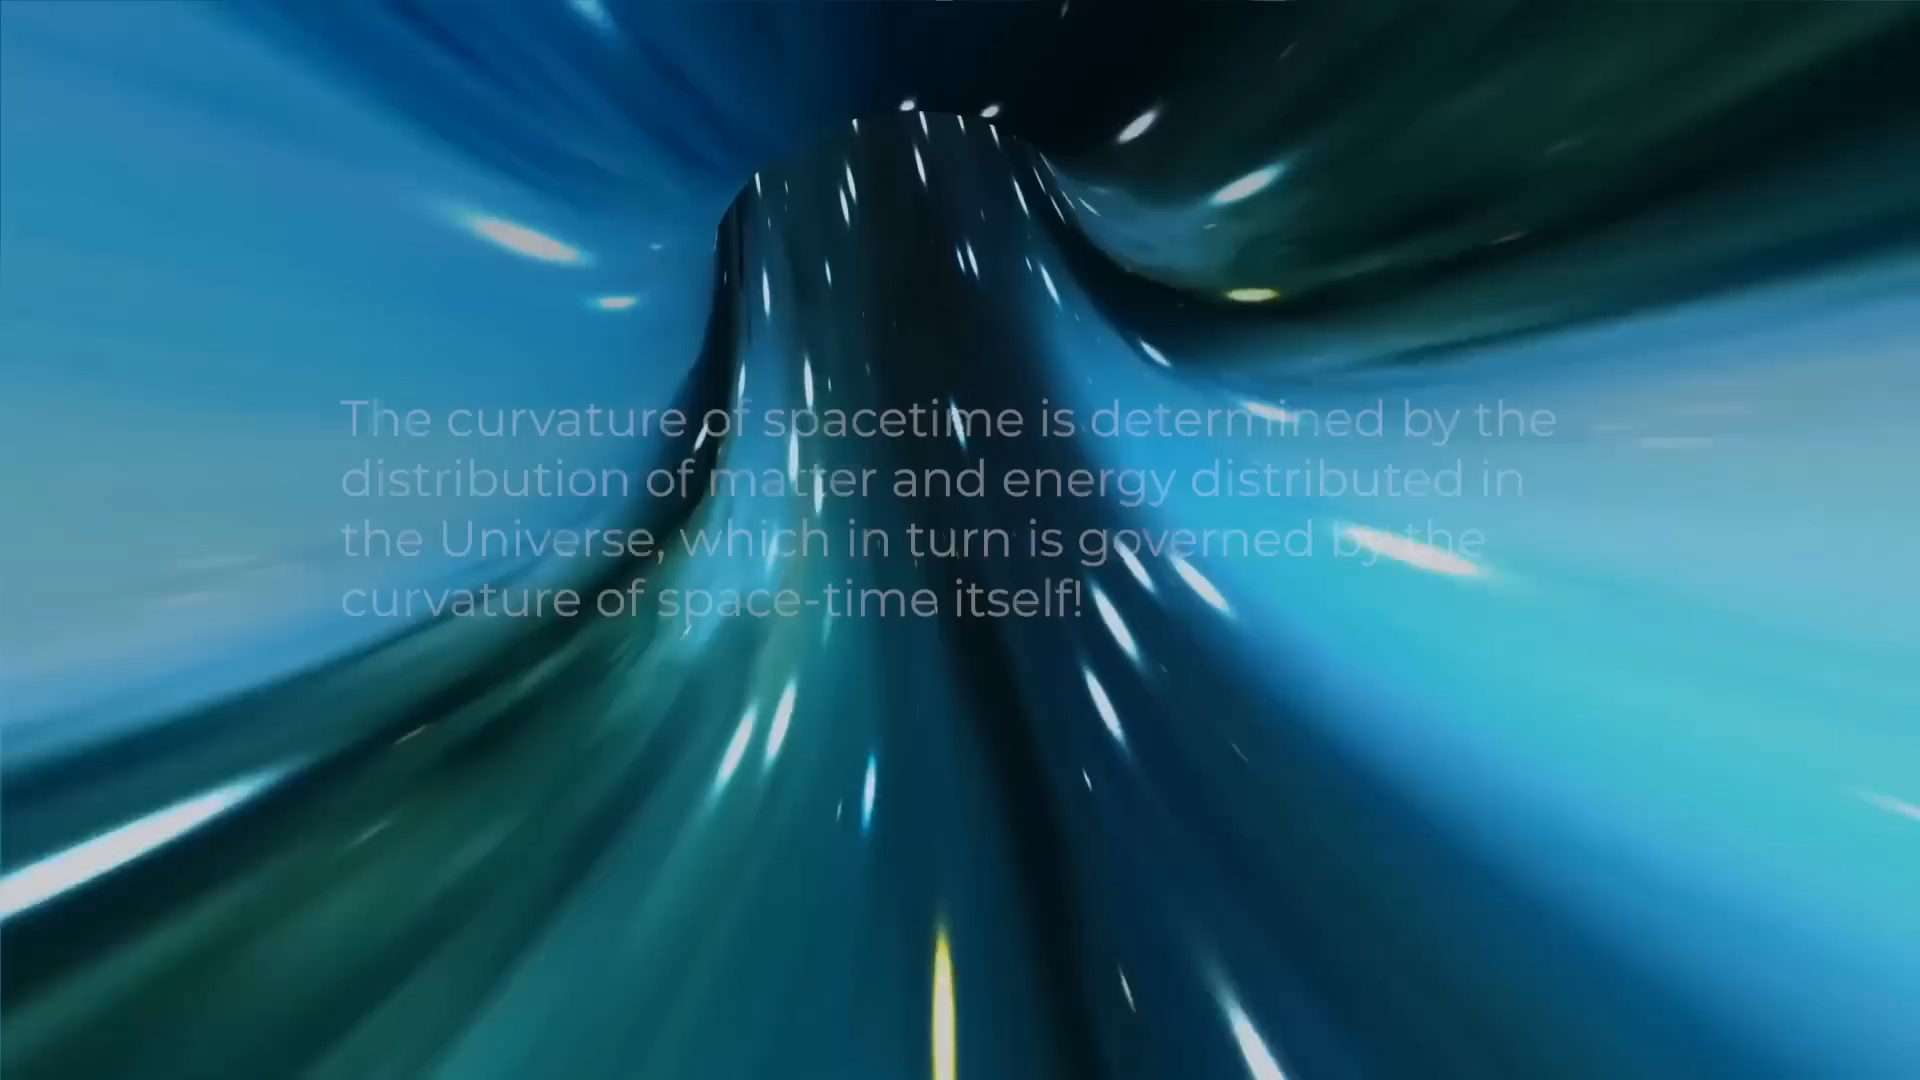 The curvature of spacetime is determined by the
distribution of matter and energy distributed in
the Universe, which in turn is governed by the
curvature of space-time itself!